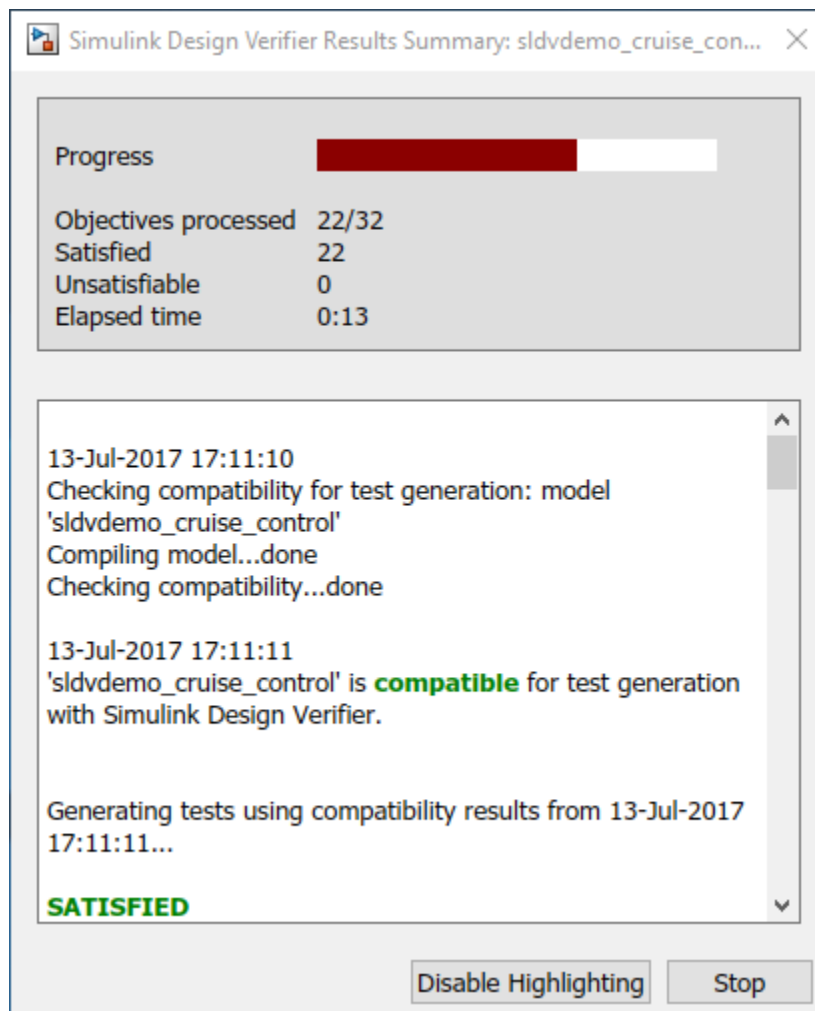 Simulink Design Verifier Results Summary: sldvdemo_cruise_con...
Progress
Objectives processed 22/32
Satisfied 22
Unsatisfiable 0
Elapsed time 0:13
13-Jul-2017 17:11:10
Checking compatibility for test generation: model
'sldvdemo_cruise_control'
Compiling model...done
Checking compatibility...done
13-Jul-2017 17:11:11
'sldvdemo_cruise_control' is compatible for test generation
with Simulink Design Verifier.
Generating tests using compatibility results from 13-Jul-2017
17:11:11...
SATISFIED
Disable Highlighting Stop